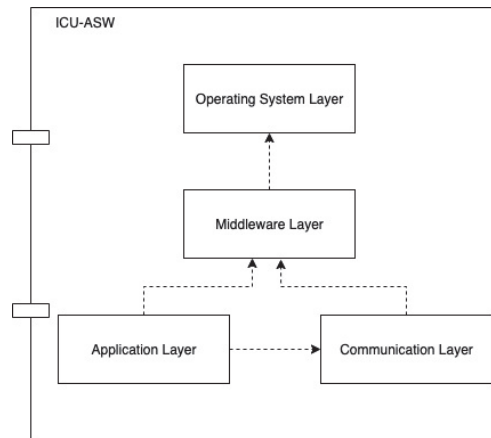 ICU-ASW
Operating System Layer
Middleware Layer
Application Layer
Communication Layer